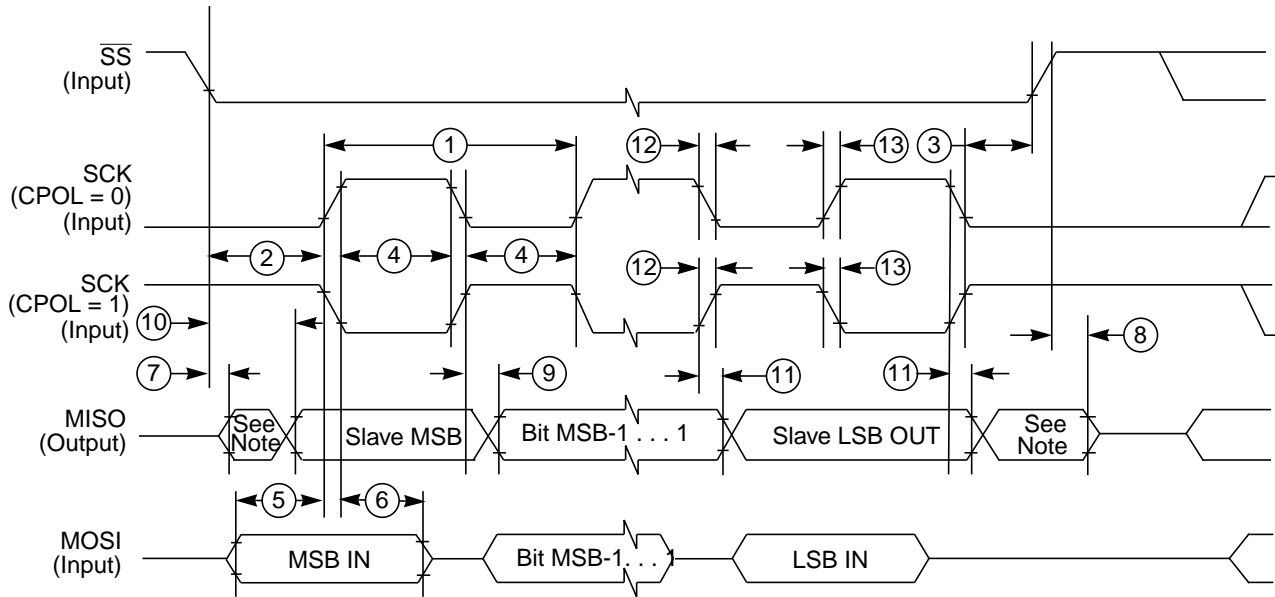 SS
(Input)
1
12
13
3
SCK
(CPOL = 0)
(Input)
2
4
4
12
13
SCK
(CPOL = 1)
(Input)
10
8
7
9
11
11
MISO
(Output)
See
Note
Slave MSB
Bit MSB-1 . . . 1
Slave LSB OUT
See
Note
5
6
MOSI
(Input)
MSB IN
Bit MSB-1. . . 1
LSB IN